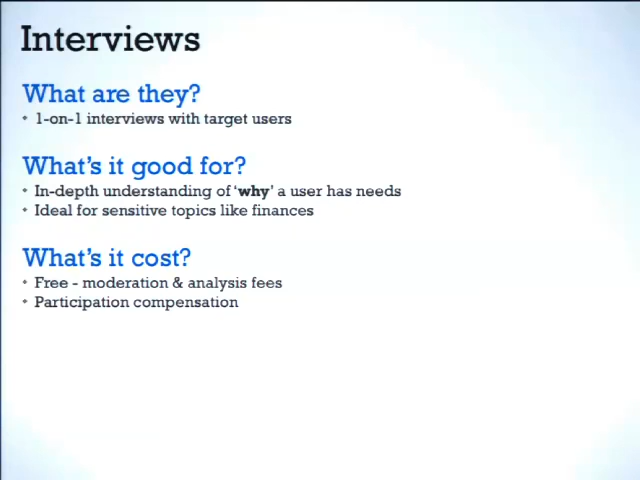 Interviews
What are they?
• 1-on-1 interviews with target users
What's it good for?
• In-depth understanding of 'why' a user has needs
• Ideal for sensitive topics like finances
What's it cost?
• Free - moderation & analysis fees
• Participation compensation